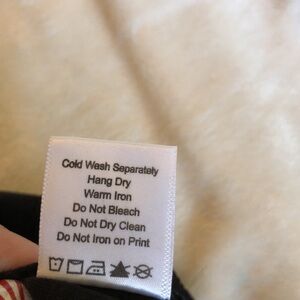 Cold Wash Separately
Hang Dry
Warm Iron
Do Not Bleach
Do Not Dry Clean
Do Not Iron on Print